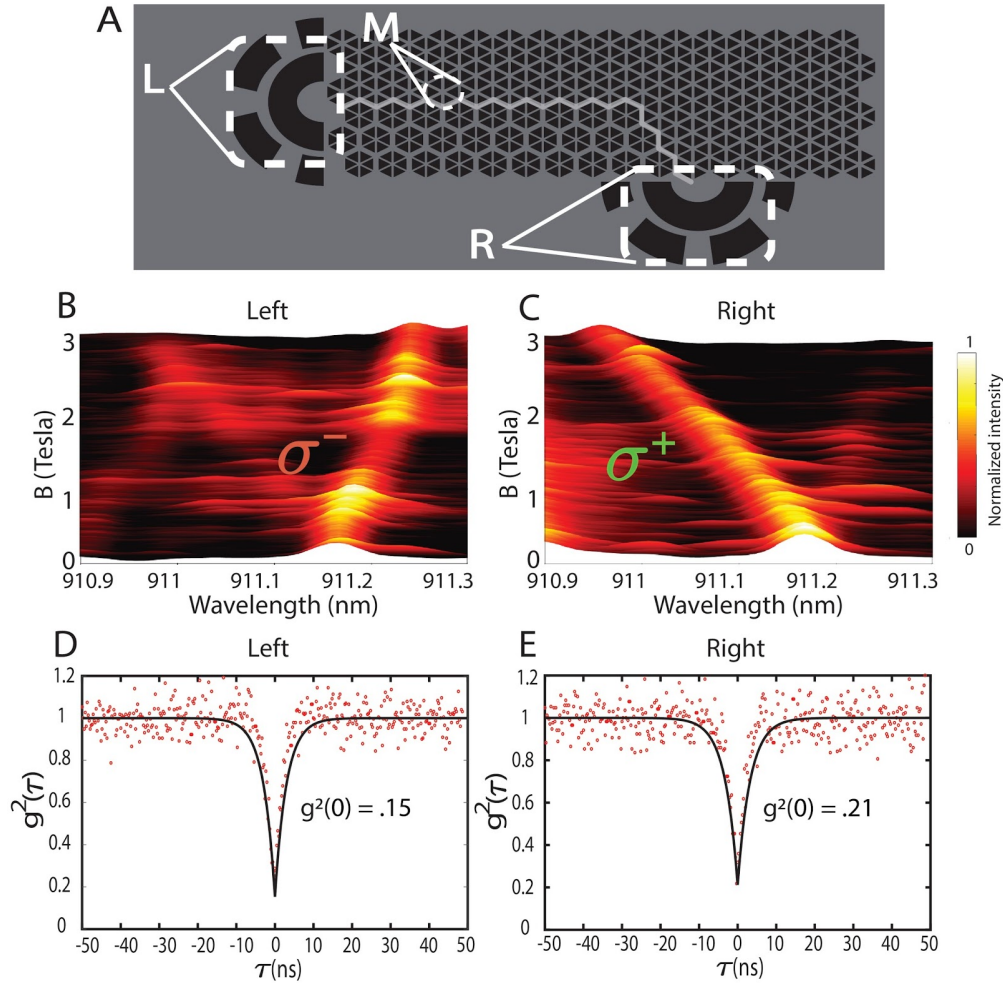 A
L
M
R
B
Left
3
2
1
0
B (Tesla)
σ⁻
910.9 911 911.1 911.2 911.3
Wavelength (nm)
C
Right
3
2
1
0
B (Tesla)
σ⁺
910.9 911 911.1 911.2 911.3
Wavelength (nm)
1
0
Normalized intensity
D
Left
1.2
1
0.8
0.6
0.4
0.2
0
g²(τ)
g²(0) = .15
-50 -40 -30 -20 -10 0 10 20 30 40 50
τ(ns)
E
Right
1.2
1
0.8
0.6
0.4
0.2
0
g²(τ)
g²(0) = .21
-50 -40 -30 -20 -10 0 10 20 30 40 50
τ(ns)